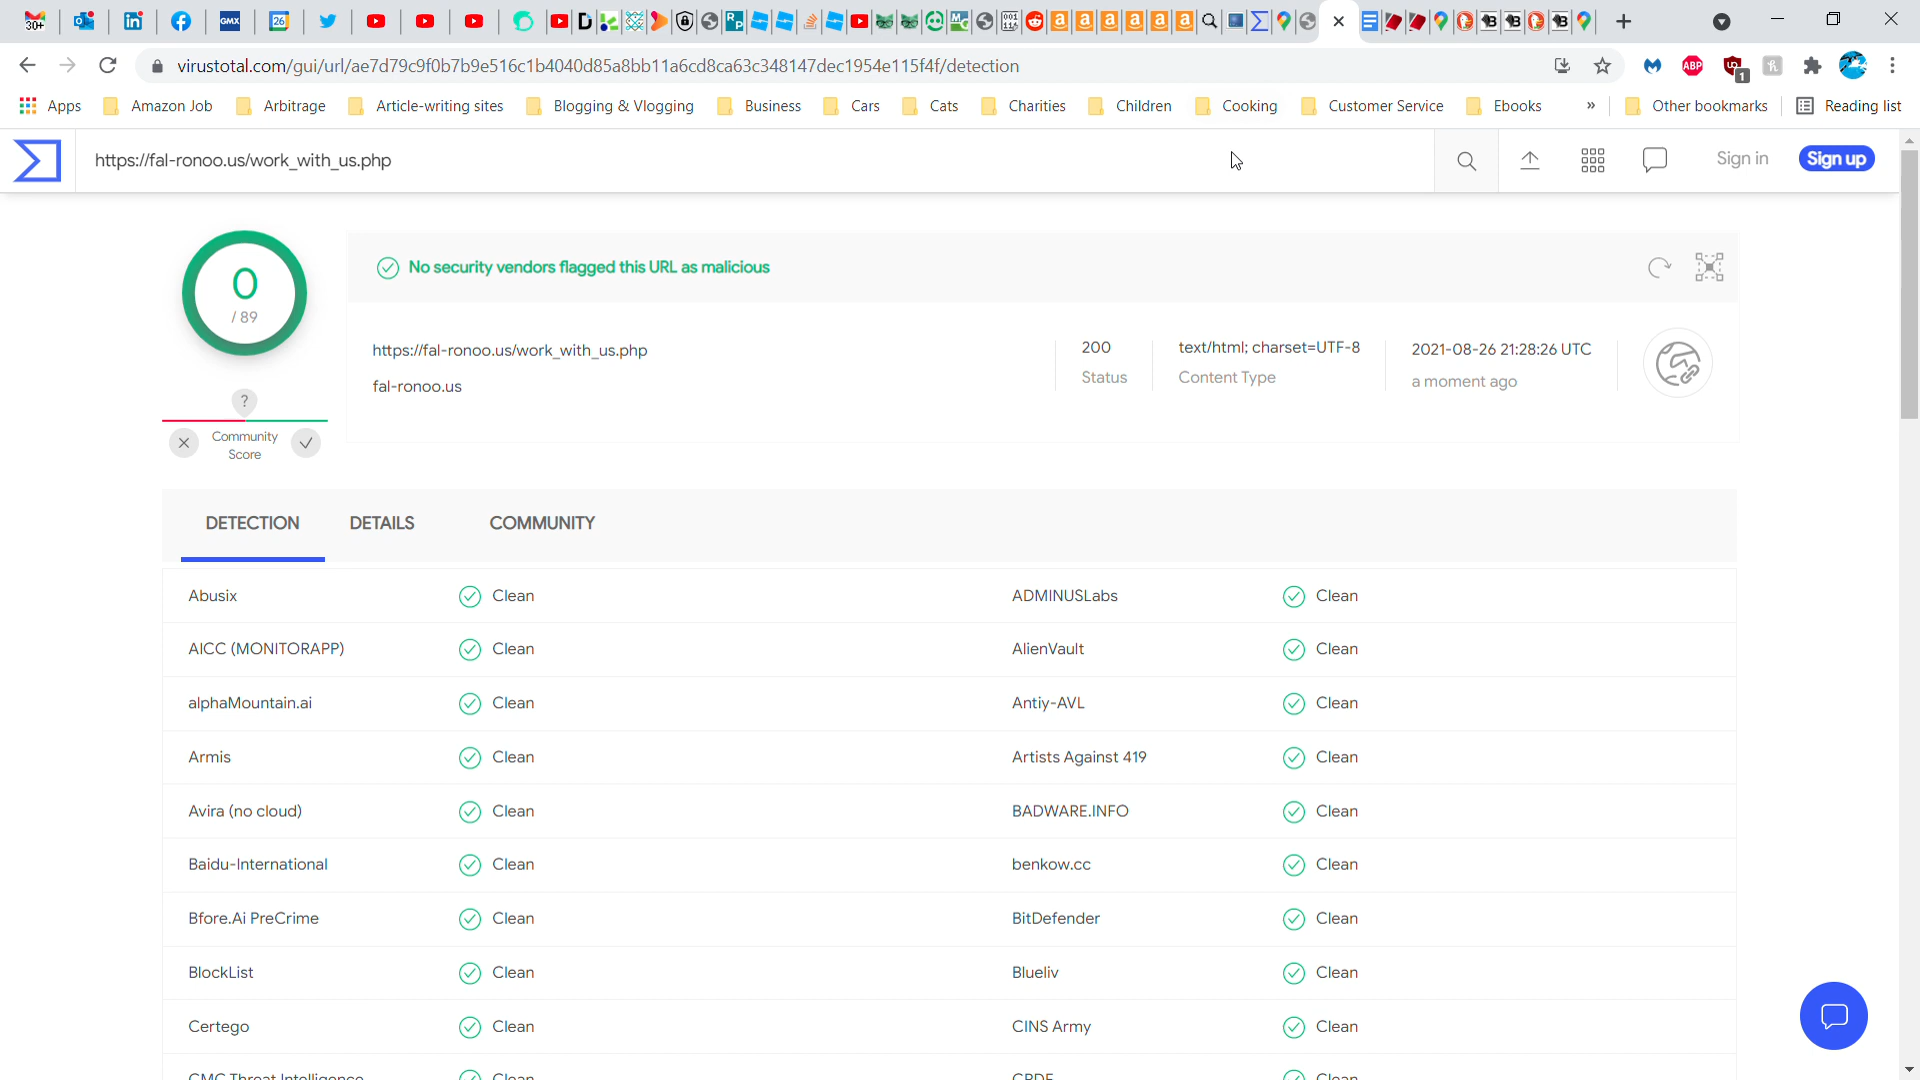 virustotal.com/gui/url/ae7d79c9f0b7b9e516c1b4040d85a8bb11a6cd8ca63c348147dec1954e115f4f/detection
Apps Amazon Job Arbitrage Article-writing sites Blogging & Vlogging Business Cars Cats Charities Children Cooking Customer Service Ebooks » Other bookmarks Reading list
https://fal-ronoo.us/work_with_us.php Sign in Sign up
0
/ 89
No security vendors flagged this URL as malicious
https://fal-ronoo.us/work_with_us.php
fal-ronoo.us
200
Status
text/html; charset=UTF-8
Content Type
2021-08-26 21:28:26 UTC
a moment ago
?
Community
Score
DETECTION DETAILS COMMUNITY
Abusix Clean ADMINUSLabs Clean
AICC (MONITORAPP) Clean AlienVault Clean
alphaMountain.ai Clean Antiy-AVL Clean
Armis Clean Artists Against 419 Clean
Avira (no cloud) Clean BADWARE.INFO Clean
Baidu-International Clean benkow.cc Clean
Bfore.Ai PreCrime Clean BitDefender Clean
BlockList Clean Blueliv Clean
Certego Clean CINS Army Clean
CMC Threat Intelligence Clean CRDF Clean